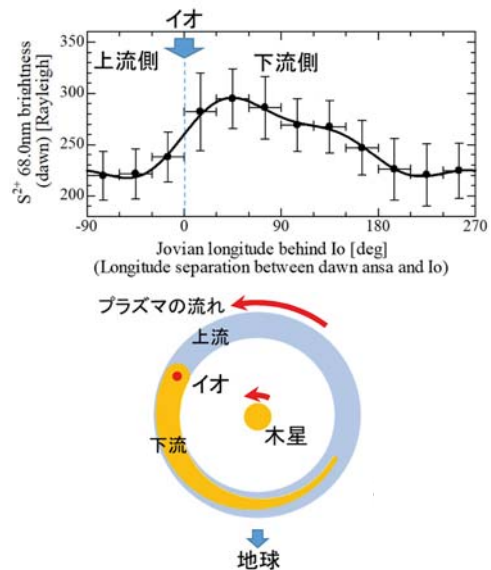 イオ
上流側
下流側
350
300
250
200
S²⁺ 68.0nm brightness
(dawn) [Rayleigh]
-90
0
90
180
270
Jovian longitude behind Io [deg]
(Longitude separation between dawn ansa and Io)
プラズマの流れ
上流
イオ
木星
下流
地球